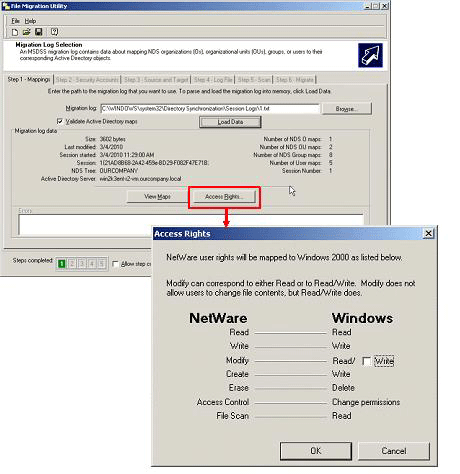 File Migration Utility
File Help
Migration Log Selection
An MSDSS migration log contains data about mapping NDS organizations (Os), organizational units (OUs), groups, or users to their
corresponding Active Directory objects.
Step 1 - Mappings Step 2 - Security Accounts Step 3 - Source and Target Step 4 - Log File Step 5 - Scan Step 6 - Migrate
Enter the path to the migration log that you want to use. To parse and load the migration log into memory, click Load Data.
Migration log: C:\WINDOWS\system32\Directory Synchronization\Session Logs\1.txt Browse...
Validate Active Directory maps Load Data
Migration log data
Size: 3602 bytes Number of NDS O maps: 1
Last modified: 3/4/2010 Number of NDS OU maps: 2
Session started: 3/4/2010 11:29:00 AM Number of NDS Group maps: 8
Session: Number of User maps: 5
NDS Tree: OURCOMPANY Session Number: 1
Active Directory Server: win2k3ent-r2-vm.ourcompany.local
View Maps Access Rights...
Errors:
Steps completed: 1 2 3 4 5 Allow step
Access Rights
NetWare user rights will be mapped to Windows 2000 as listed below.
Modify can correspond to either Read or to Read/Write. Modify does not
allow users to change file contents, but Read/Write does.
NetWare Windows
Read Read
Write Write
Modify Read/ Write
Create Write
Erase Delete
Access Control Change permissions
File Scan Read
OK Cancel